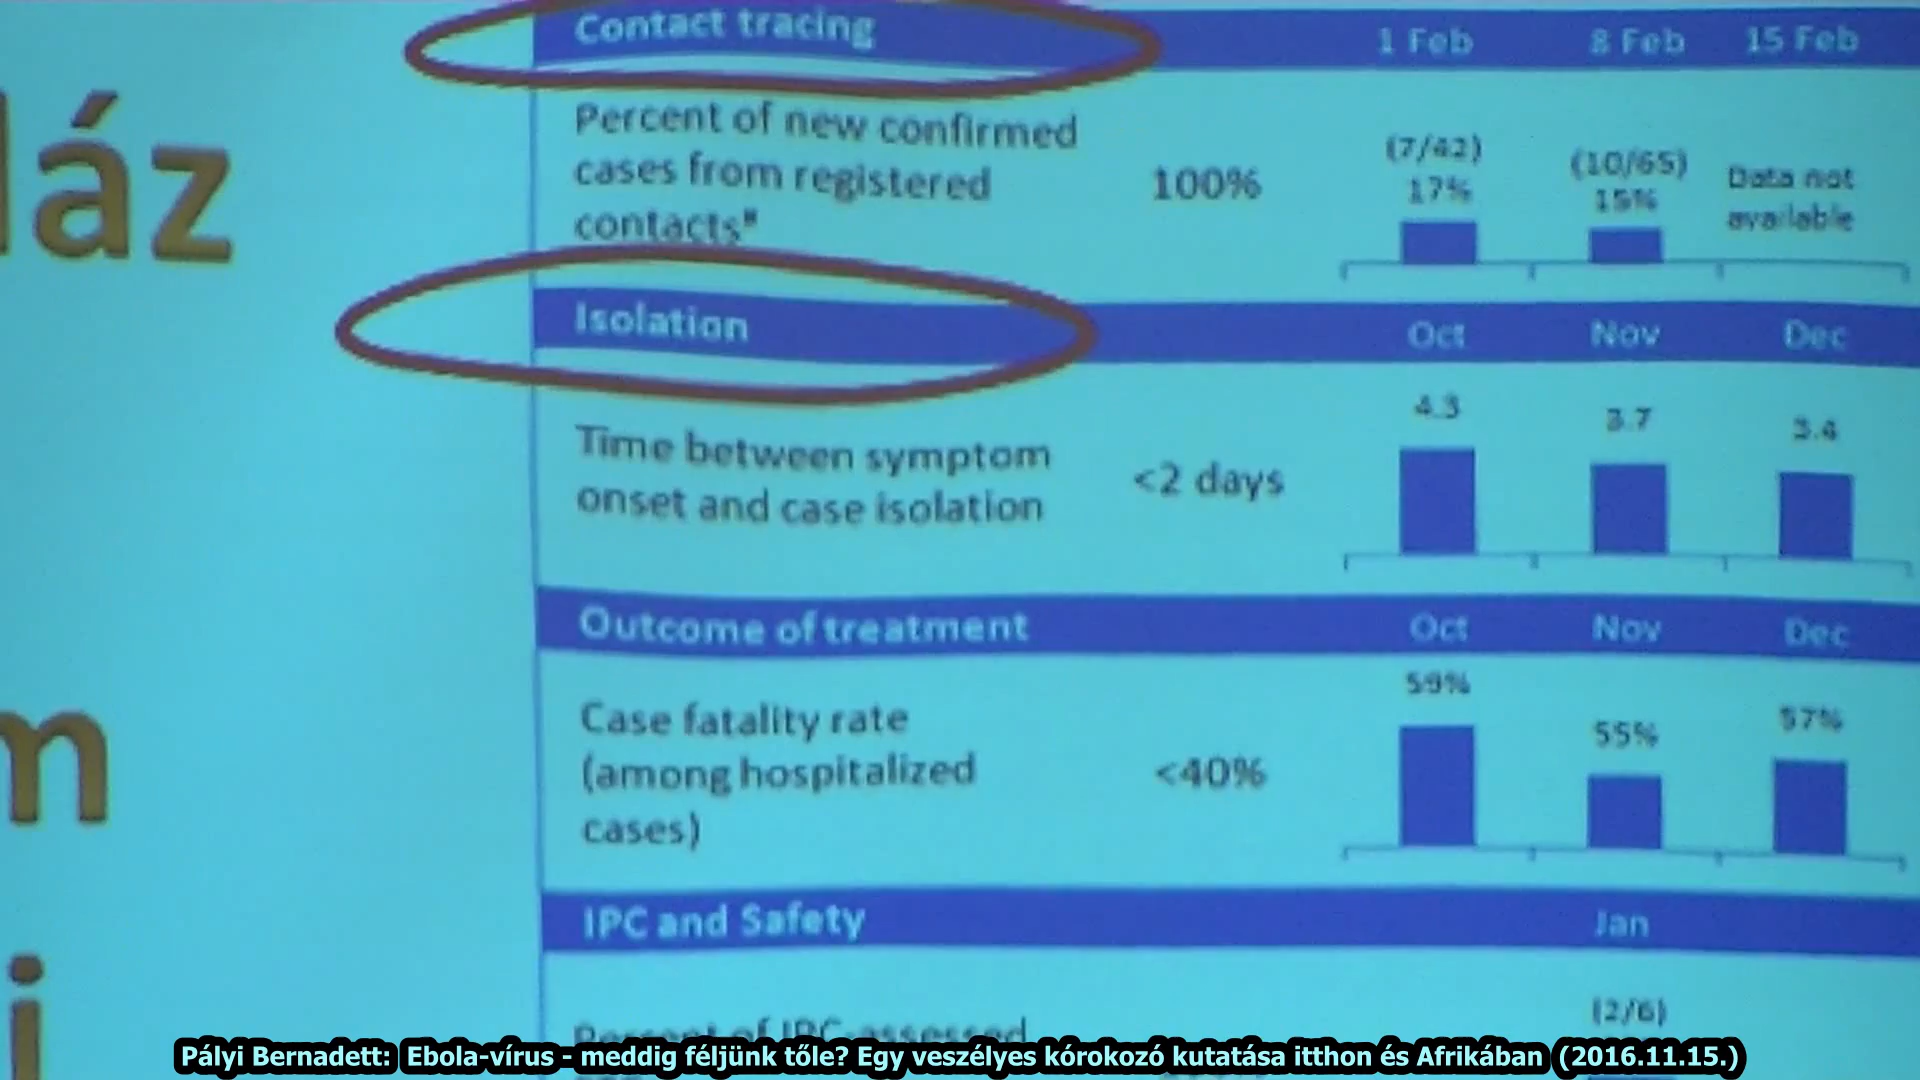 láz
m
i
Contact tracing 1 Feb 8 Feb 15 Feb
Percent of new confirmed
cases from registered
contacts"
100%
(7/42)
17%
(10/65)
15%
Data not
available
Isolation Oct Nov Dec
Time between symptom
onset and case isolation
<2 days
4.3 3.7 3.4
Outcome of treatment Oct Nov Dec
Case fatality rate
(among hospitalized
cases)
<40%
59% 55% 57%
IPC and Safety Jan
Percent of IPC-assessed
(2/6)
Pályi Bernadett: Ebola-vírus - meddig féljünk tőle? Egy veszélyes kórokozó kutatása itthon és Afrikában (2016.11.15.)